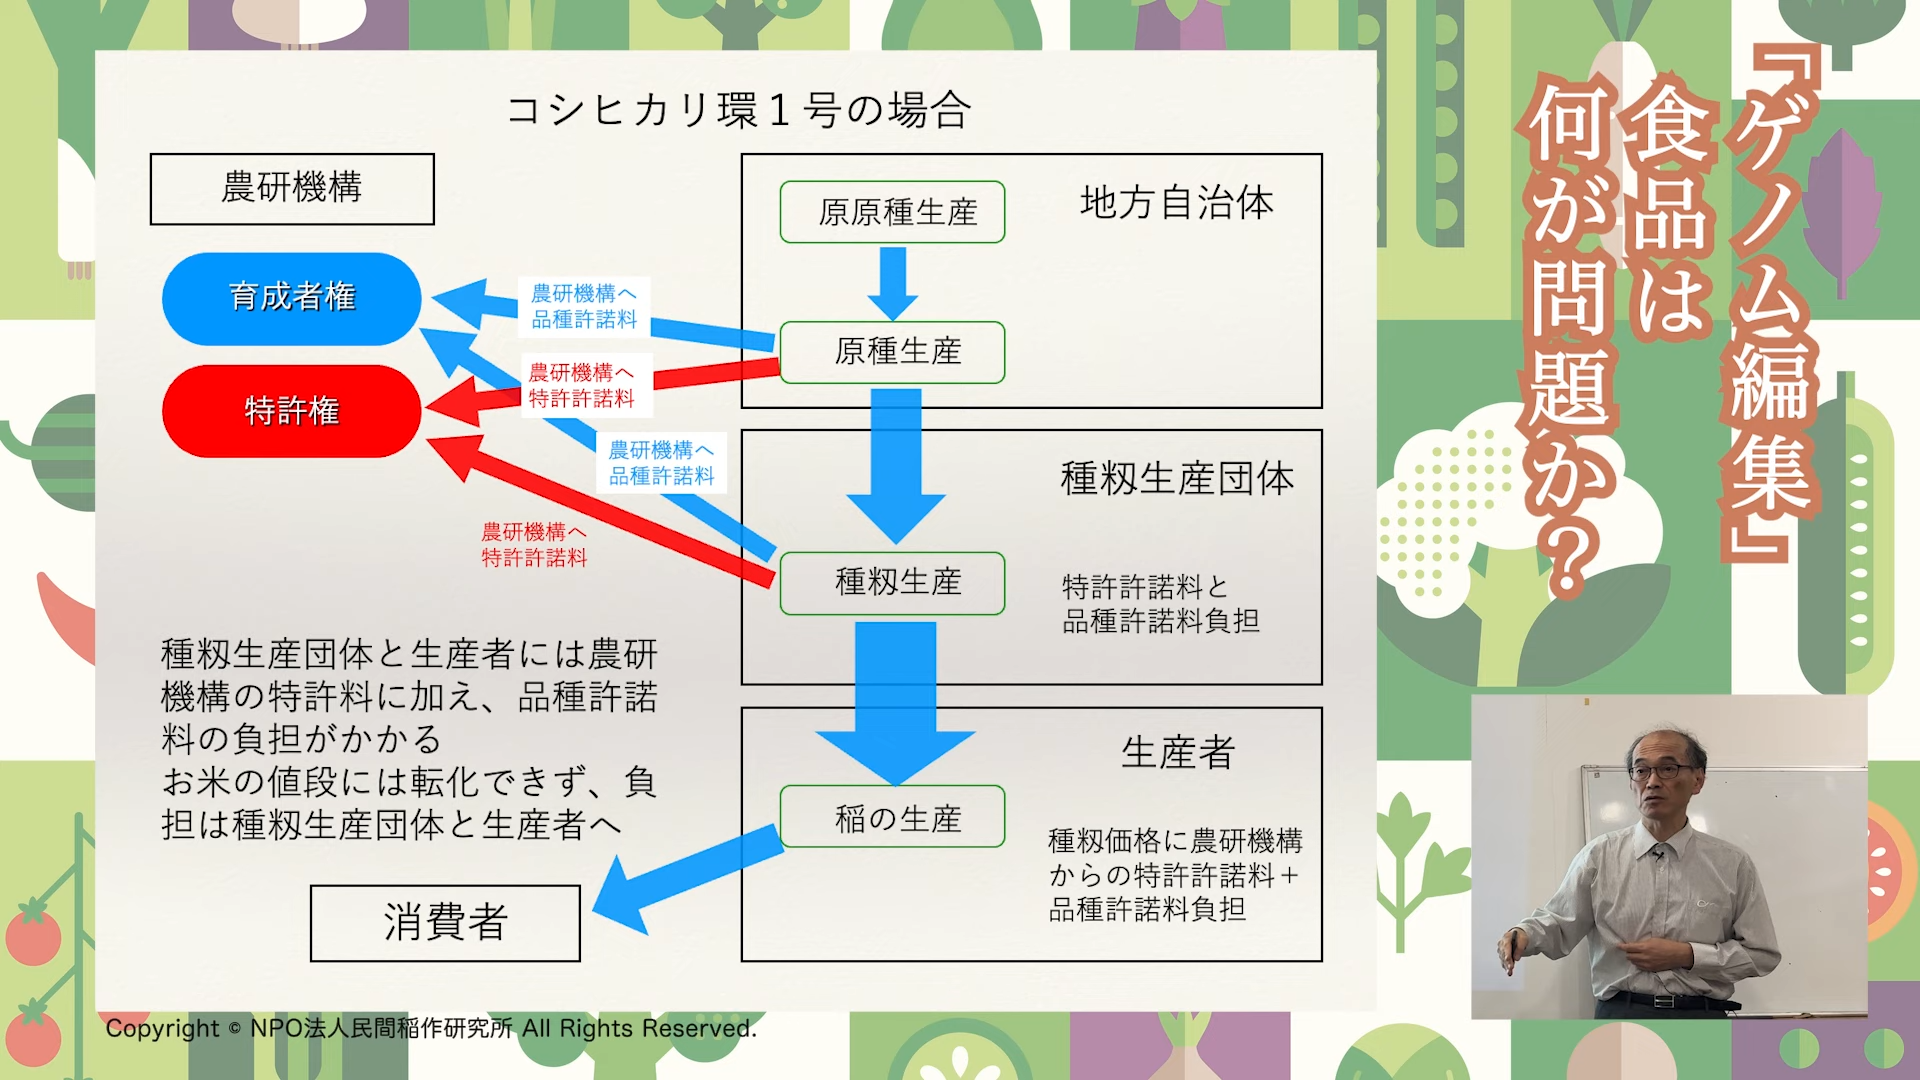 コシヒカリ環１号の場合
農研機構
育成者権
特許権
農研機構へ
品種許諾料
農研機構へ
特許許諾料
農研機構へ
品種許諾料
農研機構へ
特許許諾料
地方自治体
原原種生産
原種生産
種籾生産団体
種籾生産
特許許諾料と
品種許諾料負担
生産者
稲の生産
種籾価格に農研機構
からの特許許諾料＋
品種許諾料負担
種籾生産団体と生産者には農研
機構の特許料に加え、品種許諾
料の負担がかかる
お米の値段には転化できず、負
担は種籾生産団体と生産者へ
消費者
『ゲノム編集』
食品は
何が問題か？
Copyright © NPO法人民間稲作研究所 All Rights Reserved.